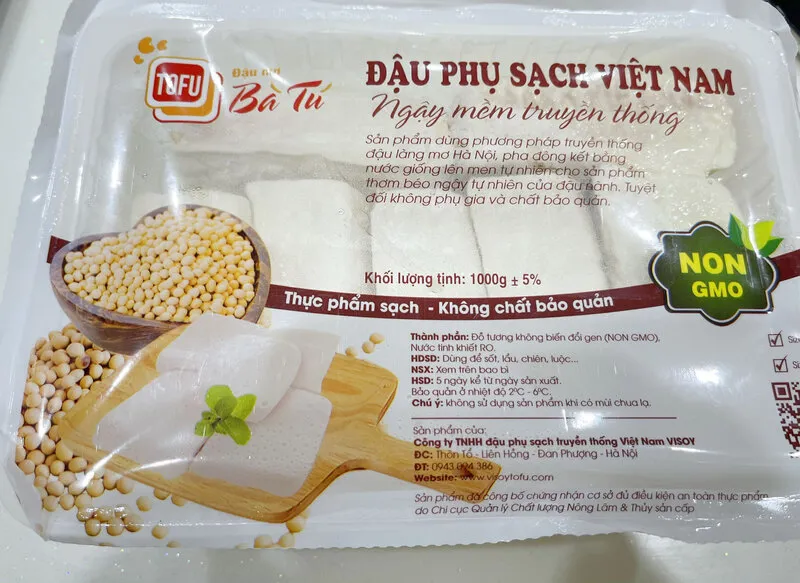 TOFU
Đậu mơ
Bà Tú
ĐẬU PHỤ SẠCH VIỆT NAM
Ngậy mềm truyền thống
Sản phẩm dùng phương pháp truyền thống
đậu làng mơ Hà Nội, pha đông kết bằng
nước giống lên men tự nhiên cho sản phẩm
thơm béo ngậy tự nhiên của đậu nành. Tuyệt
đối không phụ gia và chất bảo quản.
NON
GMO
Khối lượng tịnh: 1000g ± 5%
Thực phẩm sạch - Không chất bảo quản
Thành phần: Đỗ tương không biến đổi gen (NON GMO),
Nước tinh khiết RO.
HDSD: Dùng để sốt, lẩu, chiên, luộc...
NSX: Xem trên bao bì
HSD: 5 ngày kể từ ngày sản xuất.
Bảo quản ở nhiệt độ 2ºC - 6ºC.
Chú ý: không sử dụng sản phẩm khi có mùi chua lạ.
Sản phẩm của:
Công ty TNHH đậu phụ sạch truyền thống Việt Nam VISOY
ĐC: Thôn Tổ - Liên Hồng - Đan Phượng - Hà Nội
ĐT: 0943 094 386
Website: www.visoytofu.com
Sản phẩm đã công bố chứng nhận cơ sở đủ điều kiện an toàn thực phẩm
do Chi cục Quản lý Chất lượng Nông Lâm & Thủy sản cấp